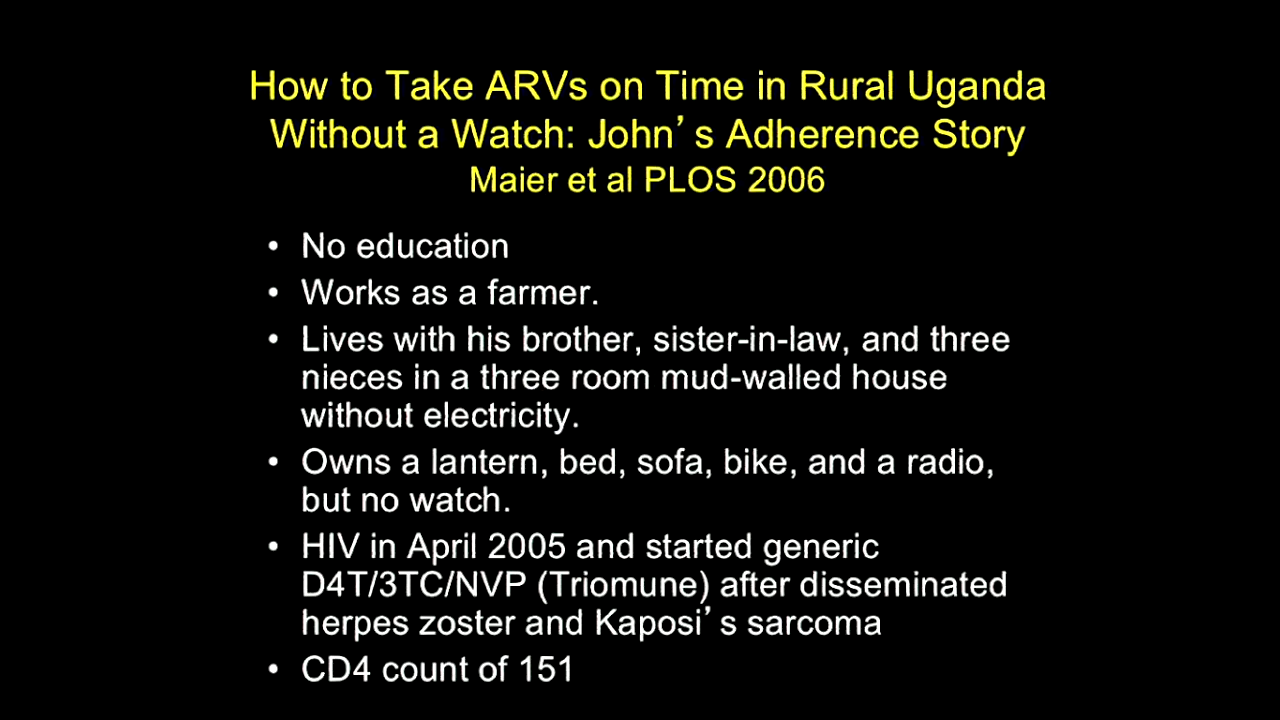 How to Take ARVs on Time in Rural Uganda
Without a Watch: John’s Adherence Story
Maier et al PLOS 2006
• No education
• Works as a farmer.
• Lives with his brother, sister-in-law, and three
nieces in a three room mud-walled house
without electricity.
• Owns a lantern, bed, sofa, bike, and a radio,
but no watch.
• HIV in April 2005 and started generic
D4T/3TC/NVP (Triomune) after disseminated
herpes zoster and Kaposi’s sarcoma
• CD4 count of 151